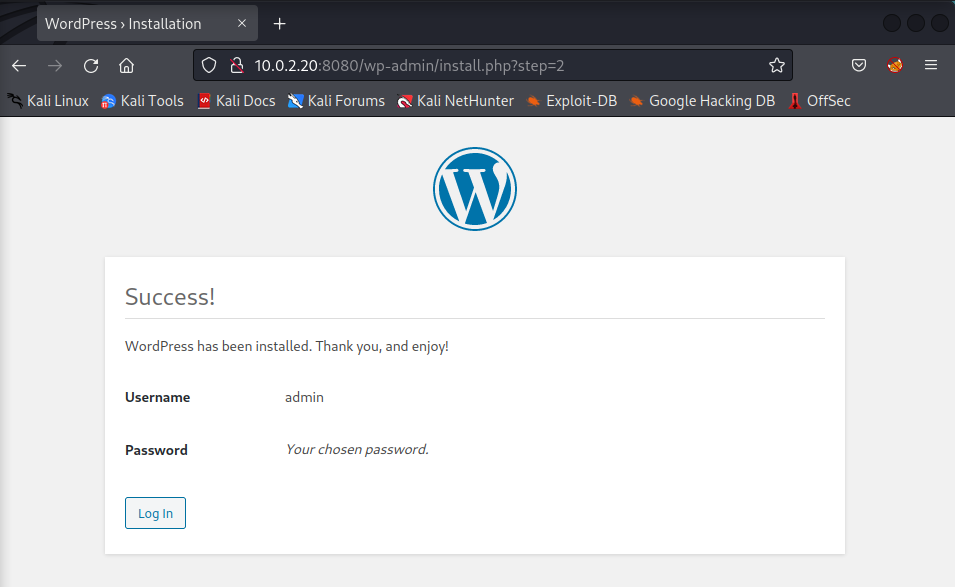 WordPress › Installation
10.0.2.20:8080/wp-admin/install.php?step=2
Kali Linux Kali Tools Kali Docs Kali Forums Kali NetHunter Exploit-DB Google Hacking DB OffSec
W
Success!
WordPress has been installed. Thank you, and enjoy!
Username admin
Password Your chosen password.
Log In